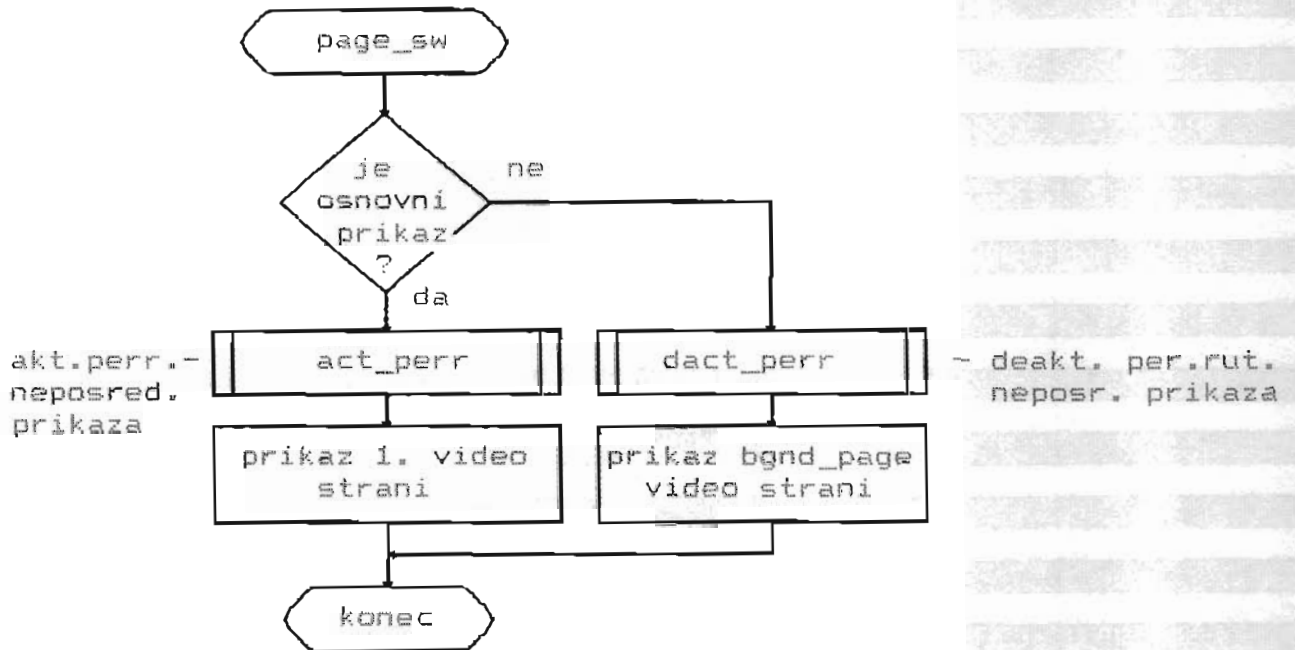 page_sw
je
osnovni
prikaz
?
ne
da
akt.perr.-
neposred.
prikaza
act_perr
dact_perr
- deakt. per.rut.
neposr. prikaza
prikaz 1. video
strani
prikaz bgnd_page
video strani
konec